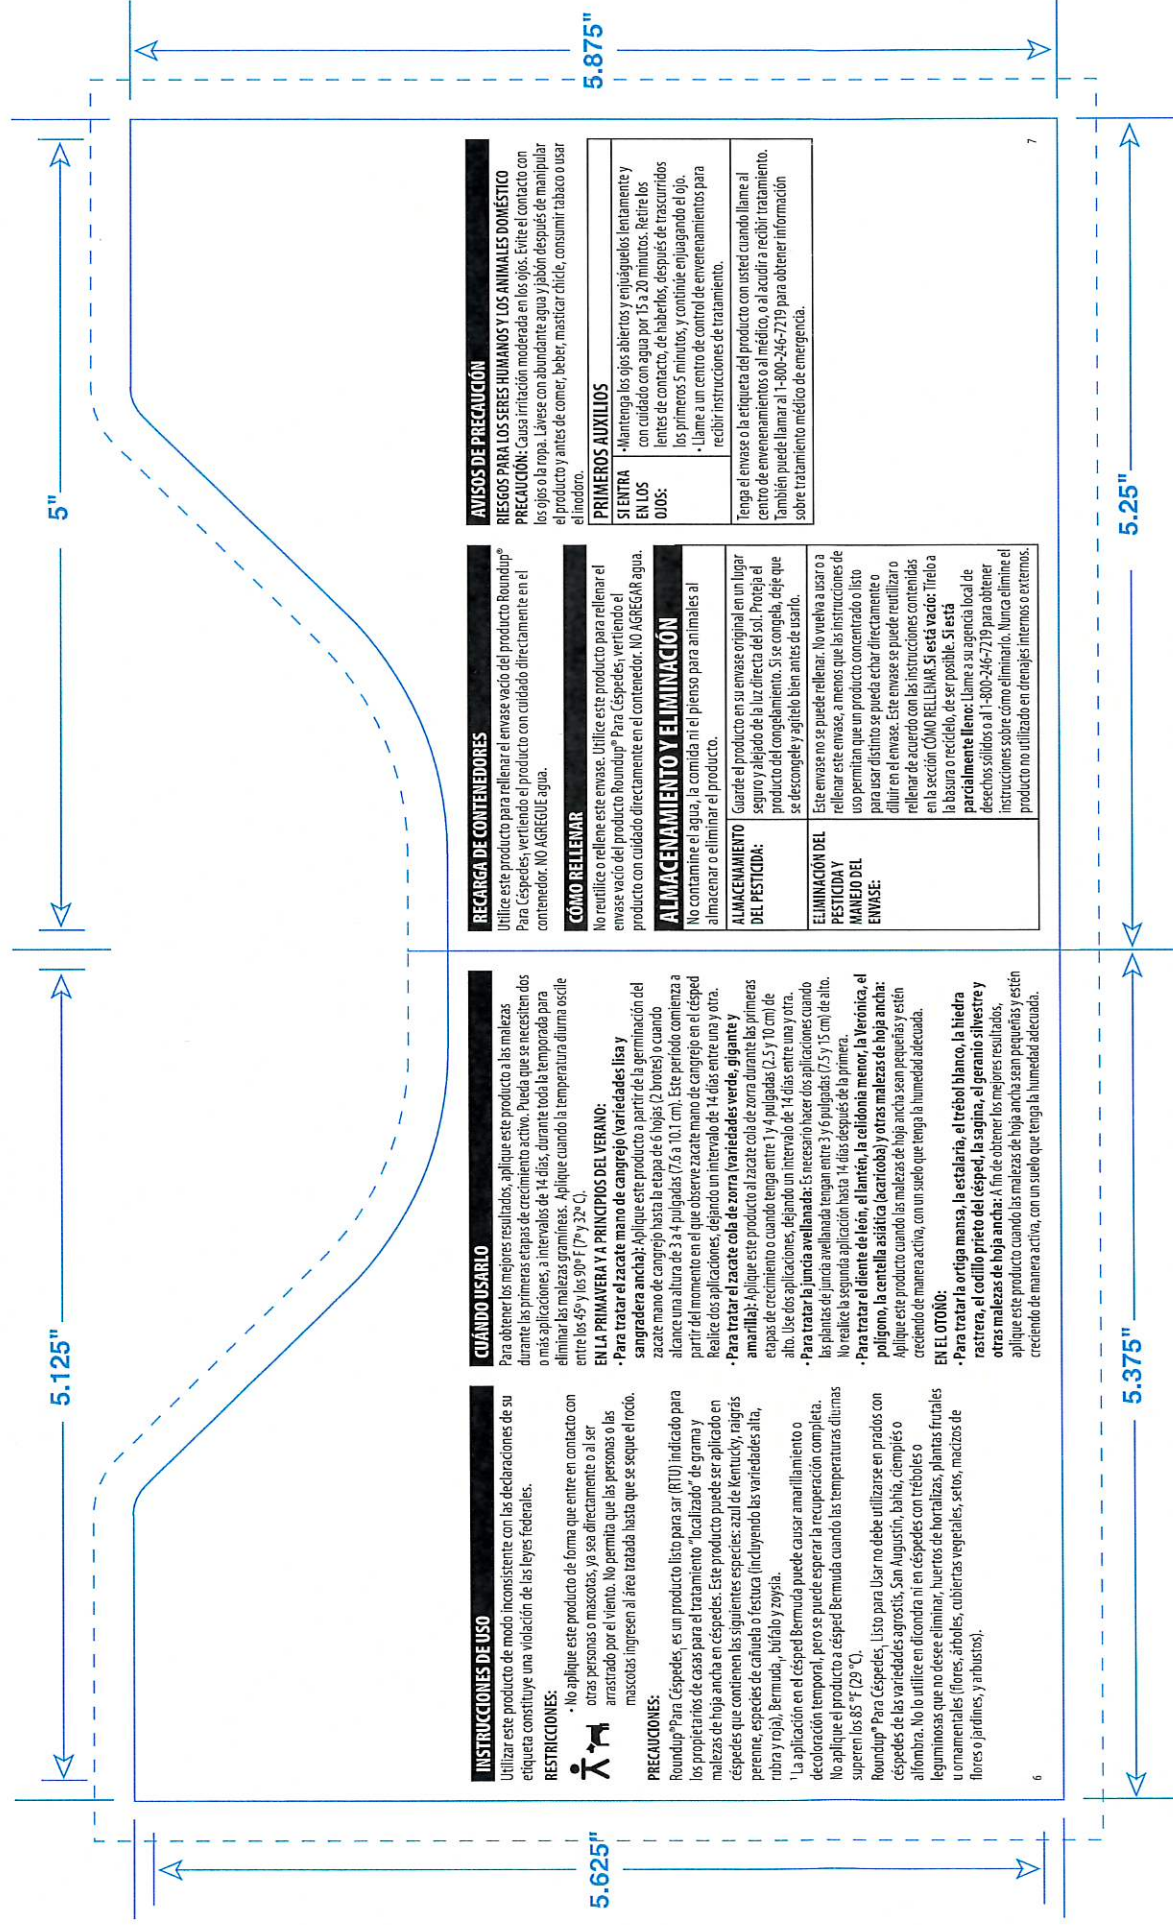 5.125"
5"
INSTRUCCIONES DE USO
Utilizar este producto de modo inconsistente con las declaraciones de su
etiqueta constituye una violación de las leyes federales.
RESTRICCIONES:
• No aplique este producto de forma que entre en contacto con
otras personas o mascotas, ya sea directamente o al ser
arrastrado por el viento. No permita que las personas o las
mascotas ingresen al área tratada hasta que se seque el rocío.
PRECAUCIONES:
Roundup® Para Céspedes₁ es un producto listo para sar (RTU) indicado para
los propietarios de casas para el tratamiento "localizado" de grama y
malezas de hoja ancha en céspedes. Este producto puede ser aplicado en
céspedes que contienen las siguientes especies: azul de Kentucky, raigrás
perenne, especies de cañuela o festuca (incluyendo las variedades alta,
rubra y roja), Bermuda,¹ búfalo y zoysia.
¹ La aplicación en el césped Bermuda puede causar amarillamiento o
decoloración temporal, pero se puede esperar la recuperación completa.
No aplique el producto a césped Bermuda cuando las temperaturas diurnas
superen los 85 °F (29 °C).
Roundup® Para Céspedes₁ Listo para Usar no debe utilizarse en prados con
céspedes de las variedades agrostis, San Augustín, bahía, ciempiés o
alfombra. No lo utilice en dicondra ni en céspedes con tréboles o
leguminosas que no desee eliminar, huertos de hortalizas, plantas frutales
u ornamentales (flores, árboles, cubiertas vegetales, setos, macizos de
flores o jardines, y arbustos).
6
CUÁNDO USARLO
Para obtener los mejores resultados, aplique este producto a las malezas
durante las primeras etapas de crecimiento activo. Pueda que se necesiten dos
o más aplicaciones, a intervalos de 14 días, durante toda la temporada para
eliminar las malezas gramíneas. Aplique cuando la temperatura diurna oscile
entre los 45º y los 90º F (7º y 32º C).
EN LA PRIMAVERA Y A PRINCIPIOS DEL VERANO:
• Para tratar el zacate mano de cangrejo (variedades lisa y
sangradera ancha): Aplique este producto a partir de la germinación del
zacate mano de cangrejo hasta la etapa de 6 hojas (2 brotes) o cuando
alcance una altura de 3 a 4 pulgadas (7.6 a 10.1 cm). Este período comienza a
partir del momento en el que observe zacate mano de cangrejo en el césped
Realice dos aplicaciones, dejando un intervalo de 14 días entre una y otra.
• Para tratar el zacate cola de zorra (variedades verde, gigante y
amarilla): Aplique este producto al zacate cola de zorra durante las primeras
etapas de crecimiento o cuando tenga entre 1 y 4 pulgadas (2.5 y 10 cm) de
alto. Use dos aplicaciones, dejando un intervalo de 14 días entre una y otra.
• Para tratar la juncia avellanada: Es necesario hacer dos aplicaciones cuando
las plantas de juncia avellanada tengan entre 3 y 6 pulgadas (7.5 y 15 cm) de alto.
No realice la segunda aplicación hasta 14 días después de la primera.
• Para tratar el diente de león, el lantén, la celidonia menor, la Verónica, el
polígono, la centella asiática (acaricoba) y otras malezas de hoja ancha:
Aplique este producto cuando las malezas de hoja ancha sean pequeñas y estén
creciendo de manera activa, con un suelo que tenga la humedad adecuada.
EN EL OTOÑO:
• Para tratar la ortiga mansa, la estalaria, el trébol blanco, la hiedra
rastrera, el codillo prieto del césped, la sagina, el geranio silvestre y
otras malezas de hoja ancha: A fin de obtener los mejores resultados,
aplique este producto cuando las malezas de hoja ancha sean pequeñas y estén
creciendo de manera activa, con un suelo que tenga la humedad adecuada.
RECARGA DE CONTENEDORES
Utilice este producto para rellenar el envase vacío del producto Roundup®
Para Céspedes₁ vertiendo el producto con cuidado directamente en el
contenedor. NO AGREGUE agua.
CÓMO RELLENAR
No reutilice o rellene este envase. Utilice este producto para rellenar el
envase vacío del producto Roundup® Para Céspedes₁ vertiendo el
producto con cuidado directamente en el contenedor. NO AGREGAR agua.
ALMACENAMIENTO Y ELIMINACIÓN
No contamine el agua, la comida ni el pienso para animales al
almacenar o eliminar el producto.
ALMACENAMIENTO
DEL PESTICIDA:
Guarde el producto en su envase original en un lugar
seguro y alejado de la luz directa del sol. Proteja el
producto del congelamiento. Si se congela, deje que
se descongele y agítelo bien antes de usarlo.
ELIMINACIÓN DEL
PESTICIDA Y
MANEJO DEL
ENVASE:
Este envase no se puede rellenar. No vuelva a usar o a
rellenar este envase, a menos que las instrucciones de
uso permitan que un producto concentrado o listo
para usar distinto se pueda echar directamente o
diluir en el envase. Este envase se puede reutilizar o
rellenar de acuerdo con las instrucciones contenidas
en la sección CÓMO RELLENAR. Si está vacío: Tírelo a
la basura o recíclelo, de ser posible. Si está
parcialmente lleno: Llame a su agencia local de
desechos sólidos o al 1-800-246-7219 para obtener
instrucciones sobre cómo eliminarlo. Nunca elimine el
producto no utilizado en drenajes internos o externos.
AVISOS DE PRECAUCIÓN
RIESGOS PARA LOS SERES HUMANOS Y LOS ANIMALES DOMÉSTICO
PRECAUCIÓN: Causa irritación moderada en los ojos. Evite el contacto con
los ojos o la ropa. Lávese con abundante agua y jabón después de manipular
el producto y antes de comer, beber, masticar chicle, consumir tabaco o usar
el inodoro.
PRIMEROS AUXILIOS
SI ENTRA
EN LOS
OJOS:
• Mantenga los ojos abiertos y enjuáguelos lentamente y
con cuidado con agua por 15 a 20 minutos. Retire los
lentes de contacto, de haberlos, después de trascurridos
los primeros 5 minutos, y continúe enjuagando el ojo.
• Llame a un centro de control de envenenamientos para
recibir instrucciones de tratamiento.
Tenga el envase o la etiqueta del producto con usted cuando llame al
centro de envenenamientos o al médico, o al acudir a recibir tratamiento.
También puede llamar al 1-800-246-7219 para obtener información
sobre tratamiento médico de emergencia.
7
5.625"
5.875"
5.375"
5.25"